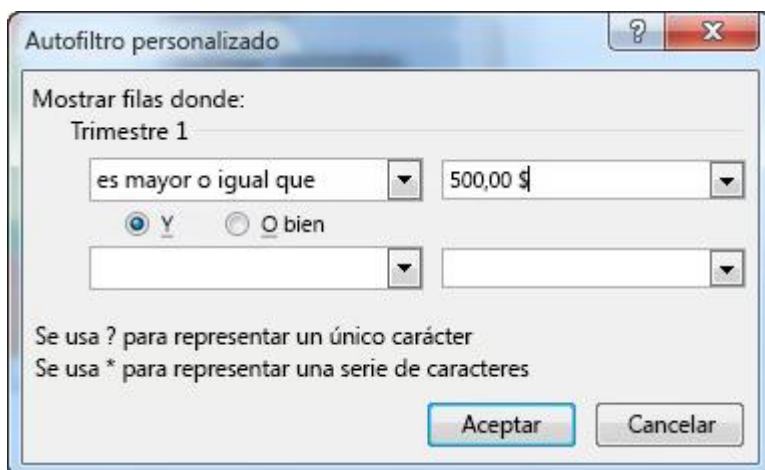 Autofiltro personalizado
?
Mostrar filas donde:
Trimestre 1
es mayor o igual que 500,00 $
Y O bien
Se usa ? para representar un único carácter
Se usa * para representar una serie de caracteres
Aceptar Cancelar